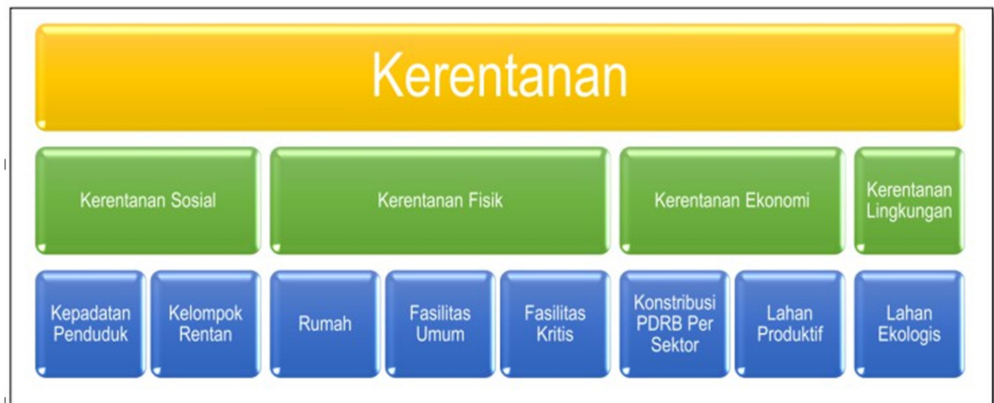 Kerentanan
Kerentanan Sosial
Kerentanan Fisik
Kerentanan Ekonomi
Kerentanan
Lingkungan
Kepadatan
Penduduk
Kelompok
Rentan
Rumah
Fasilitas
Umum
Fasilitas
Kritis
Konstribusi
PDRB Per
Sektor
Lahan
Produktif
Lahan
Ekologis